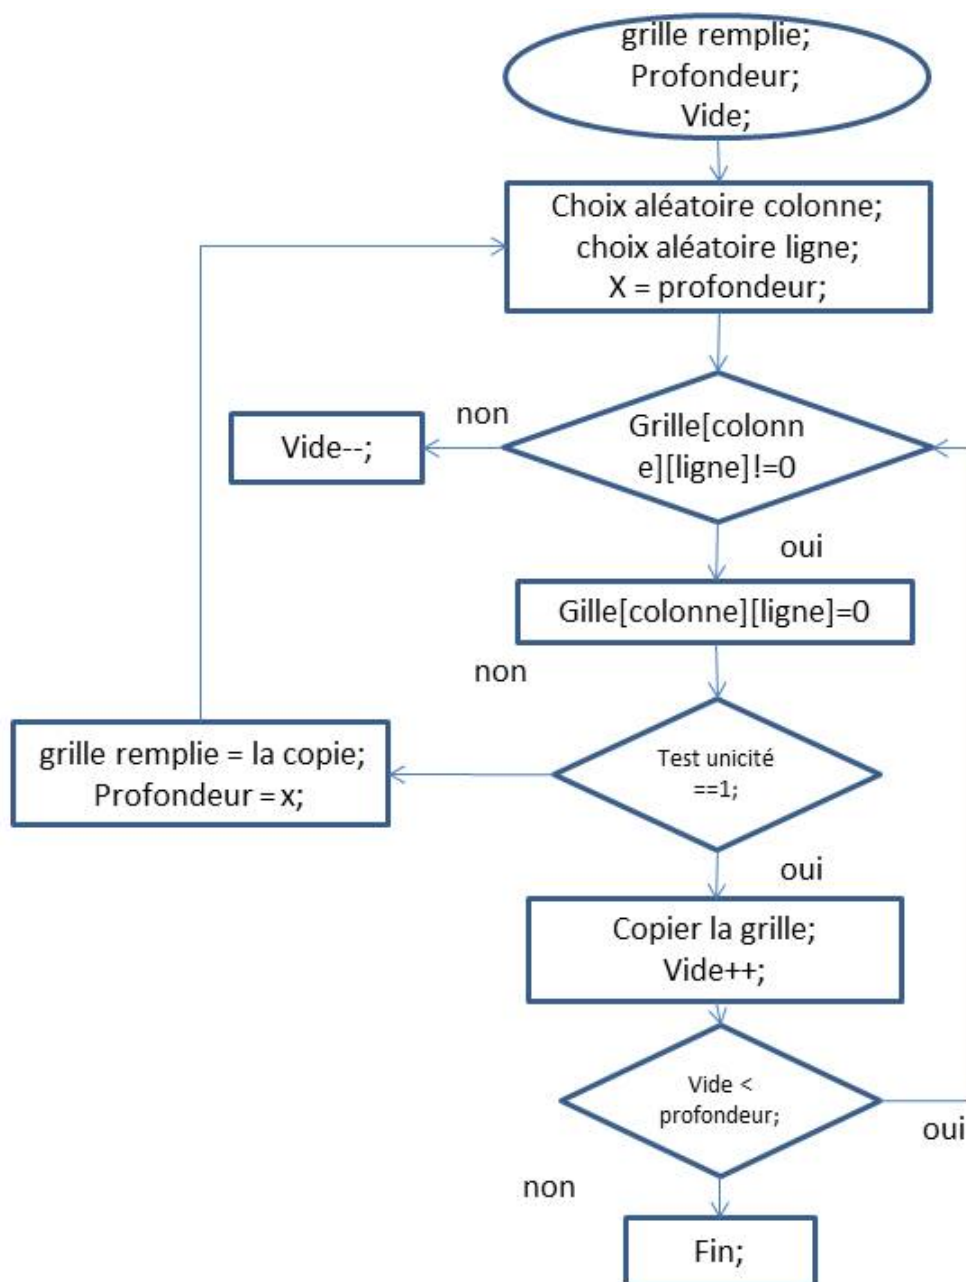 grille remplie;
Profondeur;
Vide;
Choix aléatoire colonne;
choix aléatoire ligne;
X = profondeur;
non
Grille[colonn
e][ligne]!=0
Vide--;
oui
Gille[colonne][ligne]=0
non
grille remplie = la copie;
Profondeur = x;
Test unicité
==1;
oui
Copier la grille;
Vide++;
Vide <
profondeur;
oui
non
Fin;